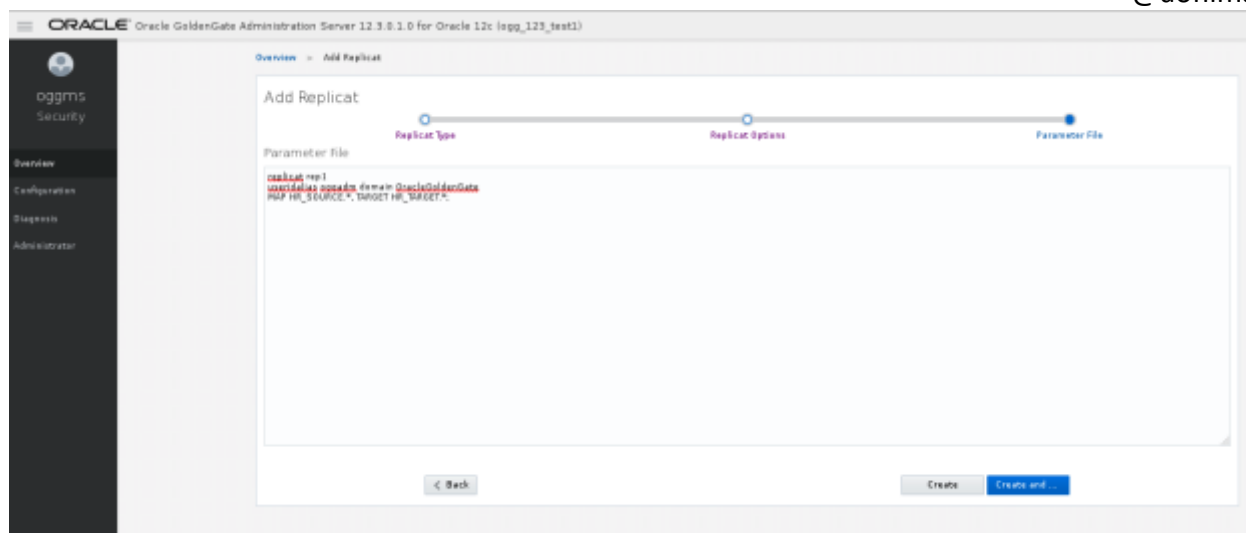 ORACLE® Oracle GoldenGate Administration Server 12.3.0.1.0 for Oracle 12c (ogg_123_test1)
oggms
Security
Overview
Configuration
Diagnosis
Administrator
Overview > Add Replicat
Add Replicat
Replicat Type
Replicat Options
Parameter File
Parameter File
replicat rep1
useridalias oggadm domain OracleGoldenGate
MAP HR_SOURCE.*, TARGET HR_TARGET.*;
< Back
Create
Create and ...